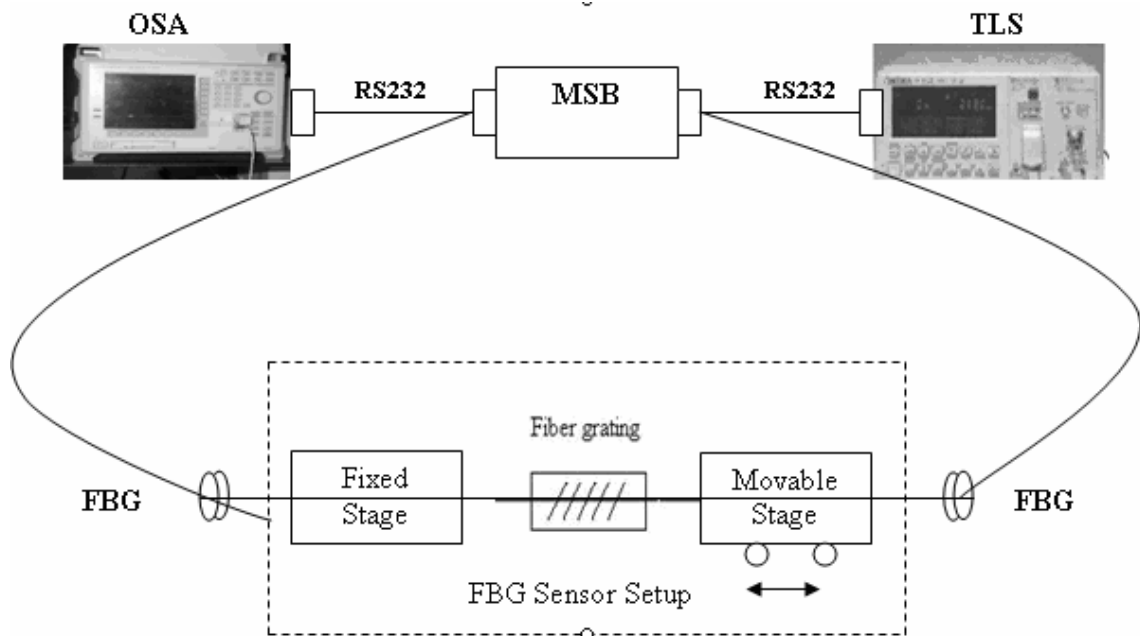 OSA
TLS
RS232
MSB
RS232
Fiber grating
FBG
Fixed
Stage
Movable
Stage
FBG
FBG Sensor Setup